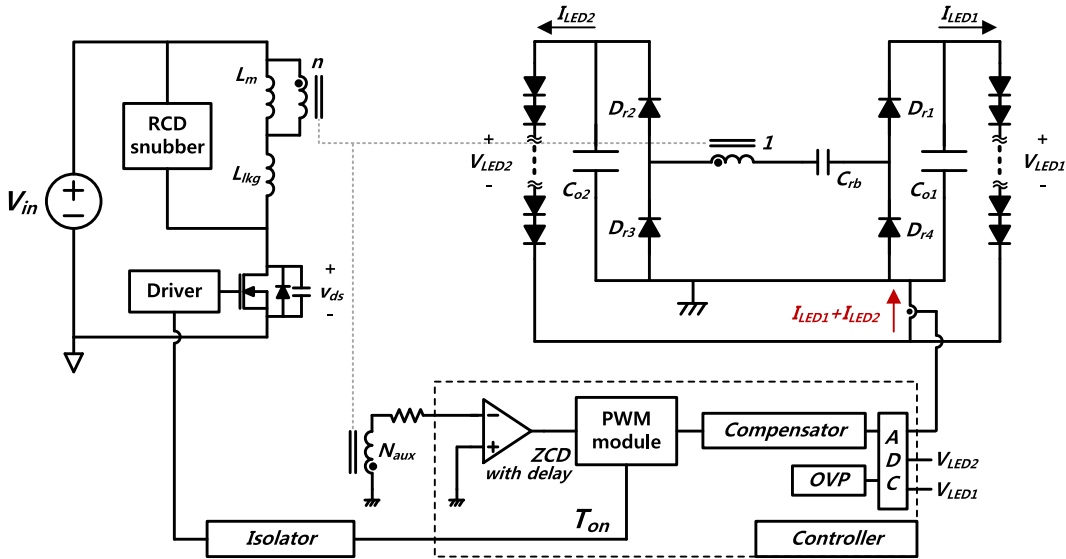 I_LED2
I_LED1
n
L_m
RCD
snubber
L_lkg
V_in
+
−
Driver
+
v_ds
-
D_r2
D_r1
1
+
V_LED2
-
C_o2
C_rb
C_o1
+
V_LED1
-
D_r3
D_r4
I_LED1+I_LED2
N_aux
−
+
ZCD
with delay
PWM
module
Compensator
A
D
C
V_LED2
V_LED1
OVP
T_on
Isolator
Controller